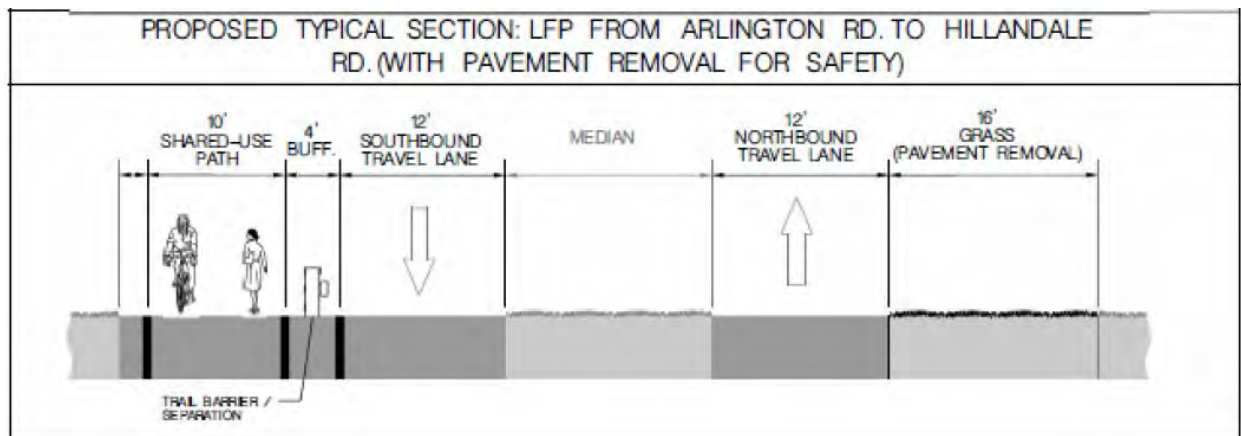 PROPOSED TYPICAL SECTION: LFP FROM ARLINGTON RD. TO HILLANDALE
RD. (WITH PAVEMENT REMOVAL FOR SAFETY)
10'
SHARED-USE
PATH
4'
BUFF.
12'
SOUTHBOUND
TRAVEL LANE
MEDIAN
12'
NORTHBOUND
TRAVEL LANE
16'
GRASS
(PAVEMENT REMOVAL)
TRAIL BARRIER /
SEPARATION